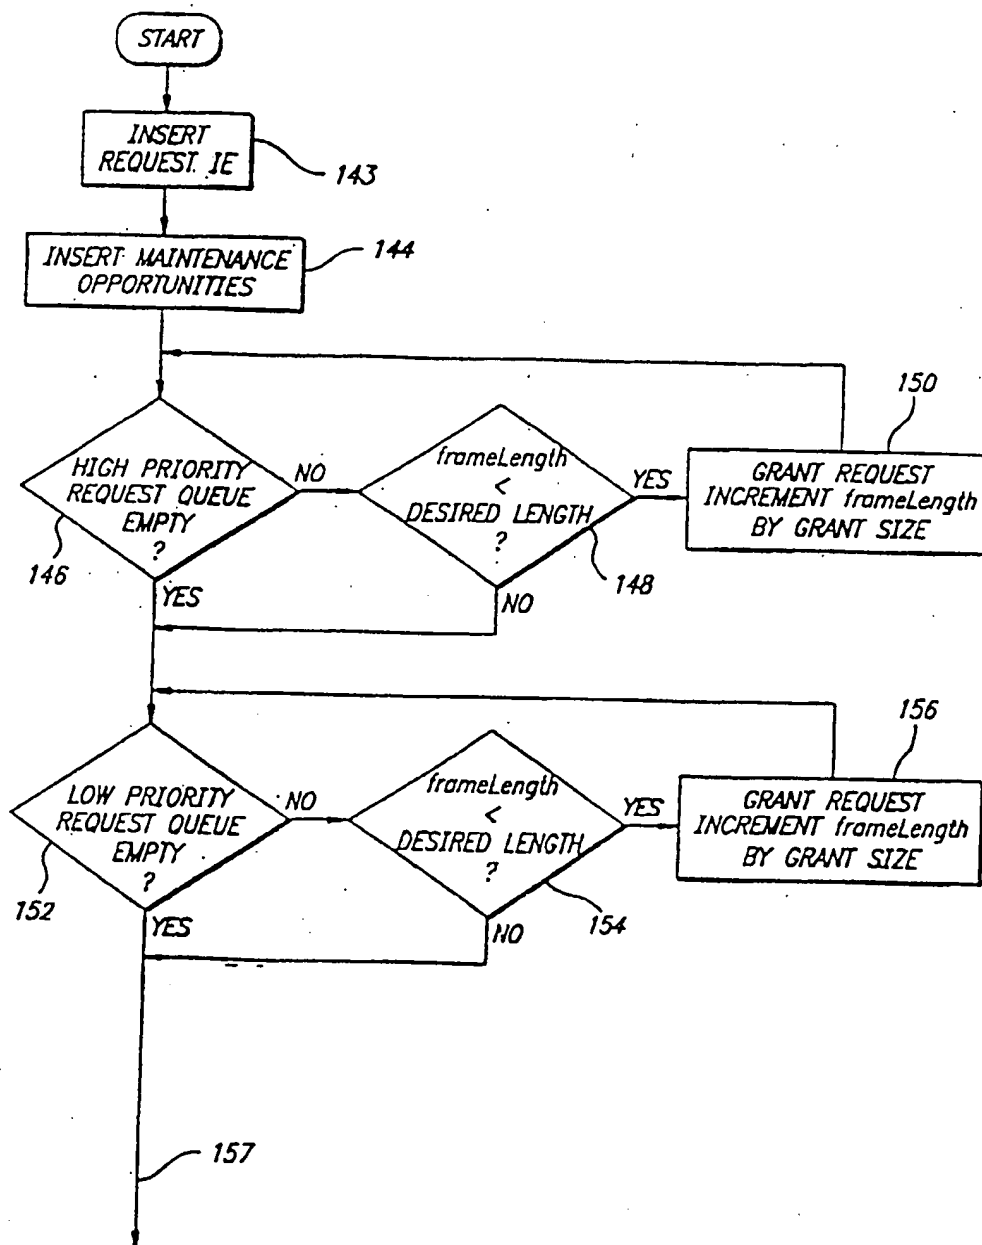 START
INSERT
REQUEST IE
143
INSERT MAINTENANCE
OPPORTUNITIES
144
HIGH PRIORITY
REQUEST QUEUE
EMPTY
?
146
NO
YES
frameLength
<
DESIRED LENGTH
?
148
YES
NO
150
GRANT REQUEST
INCREMENT frameLength
BY GRANT SIZE
LOW PRIORITY
REQUEST QUEUE
EMPTY
?
152
NO
YES
frameLength
<
DESIRED LENGTH
?
154
YES
NO
156
GRANT REQUEST
INCREMENT frameLength
BY GRANT SIZE
157